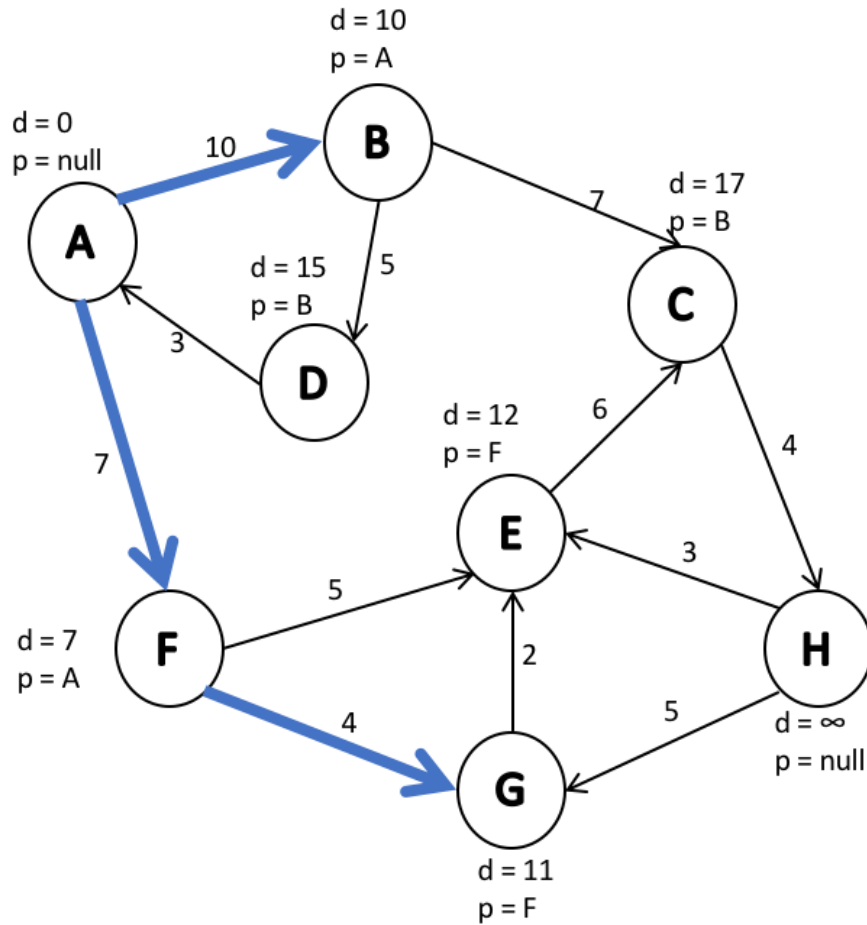 d = 10
p = A
B
d = 0
p = null
10
A
7
d = 17
p = B
C
5
d = 15
p = B
3
D
6
4
d = 12
p = F
E
7
3
5
F
d = 7
p = A
2
H
4
5
d = ∞
p = null
G
d = 11
p = F